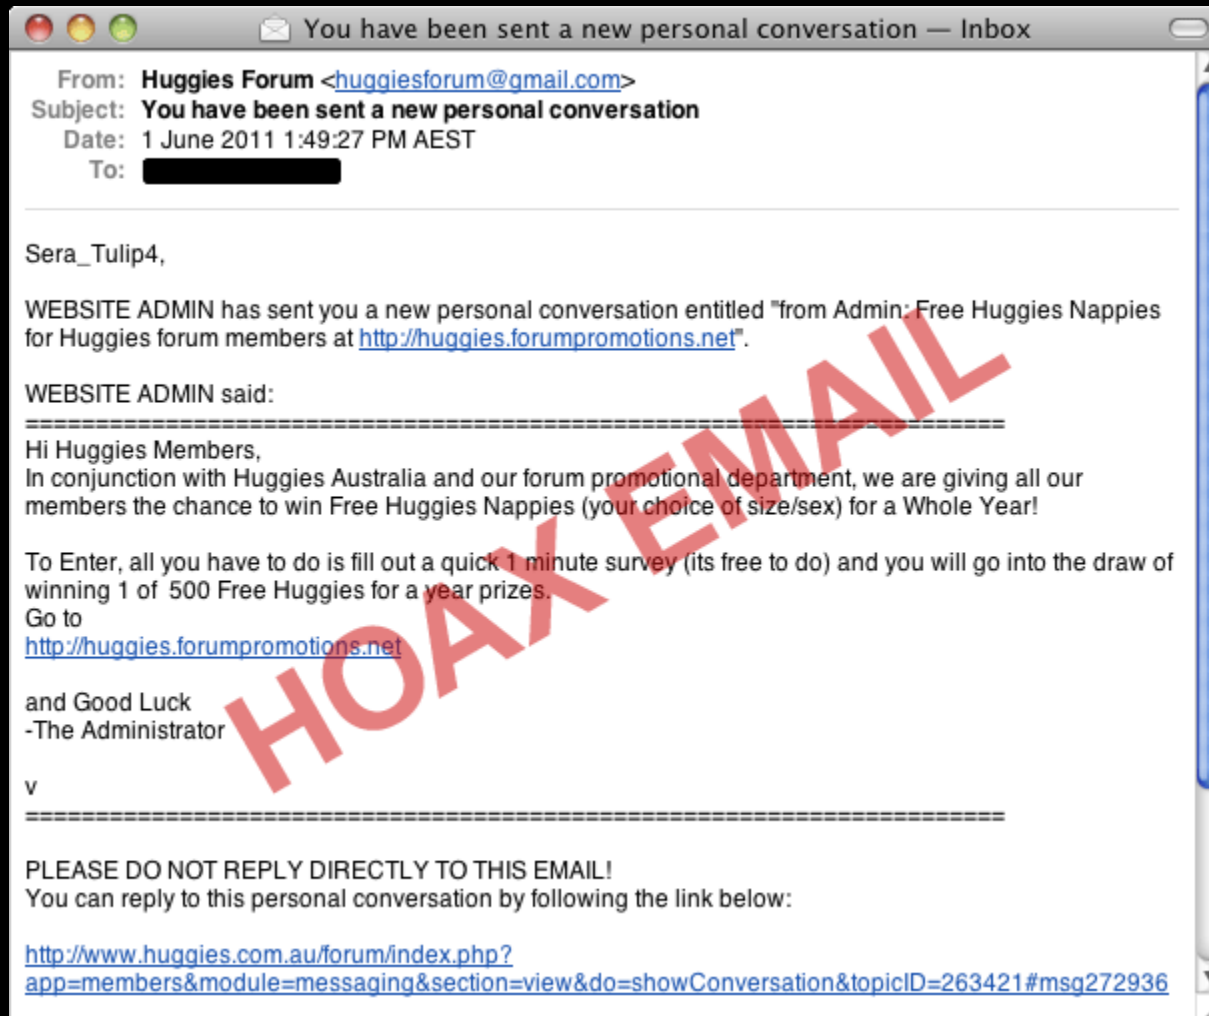 You have been sent a new personal conversation — Inbox
From: Huggies Forum <huggiesforum@gmail.com>
Subject: You have been sent a new personal conversation
Date: 1 June 2011 1:49:27 PM AEST
To:
Sera_Tulip4,
WEBSITE ADMIN has sent you a new personal conversation entitled "from Admin: Free Huggies Nappies
for Huggies forum members at http://huggies.forumpromotions.net".
WEBSITE ADMIN said:
======================================================================
Hi Huggies Members,
In conjunction with Huggies Australia and our forum promotional department, we are giving all our
members the chance to win Free Huggies Nappies (your choice of size/sex) for a Whole Year!
To Enter, all you have to do is fill out a quick 1 minute survey (its free to do) and you will go into the draw of
winning 1 of  500 Free Huggies for a year prizes.
Go to
http://huggies.forumpromotions.net
and Good Luck
-The Administrator
v
======================================================================
PLEASE DO NOT REPLY DIRECTLY TO THIS EMAIL!
You can reply to this personal conversation by following the link below:
http://www.huggies.com.au/forum/index.php?
app=members&module=messaging&section=view&do=showConversation&topicID=263421#msg272936
HOAX EMAIL